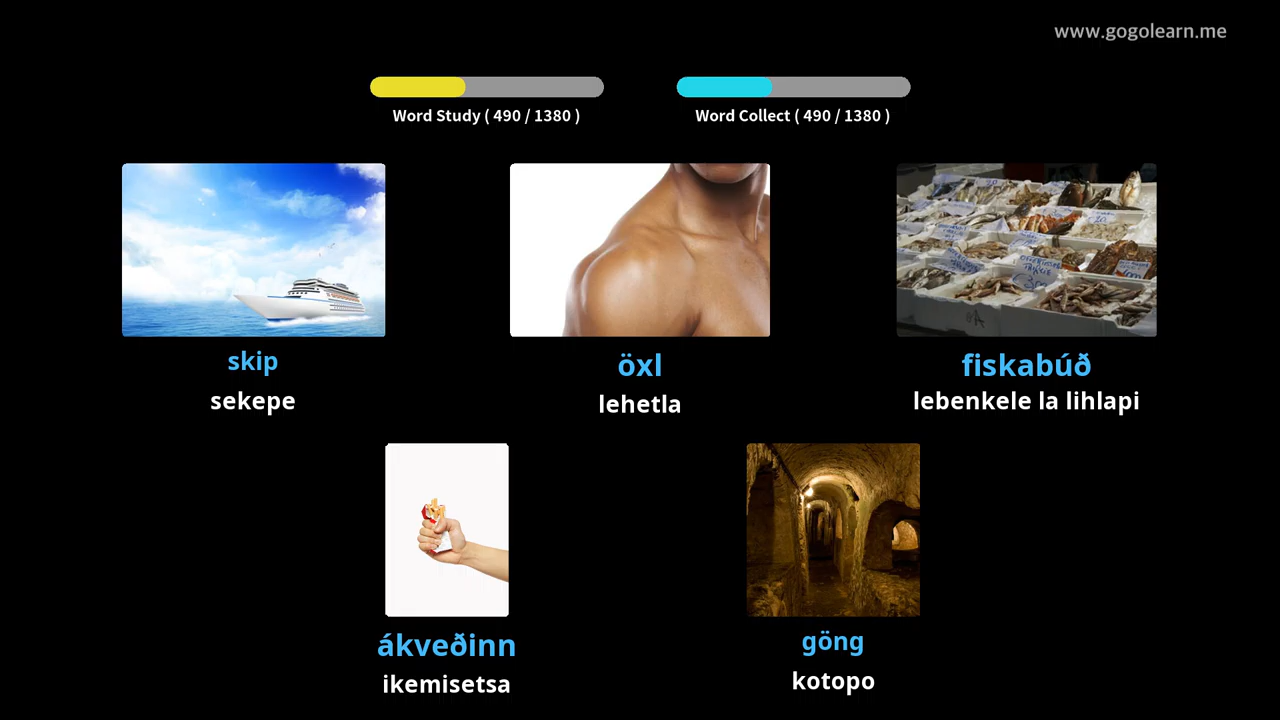 www.gogolearn.me
Word Study ( 490 / 1380 )
Word Collect ( 490 / 1380 )
skip
sekepe
öxl
lehetla
fiskabúð
lebenkele la lihlapi
ákveðinn
ikemisetsa
göng
kotopo